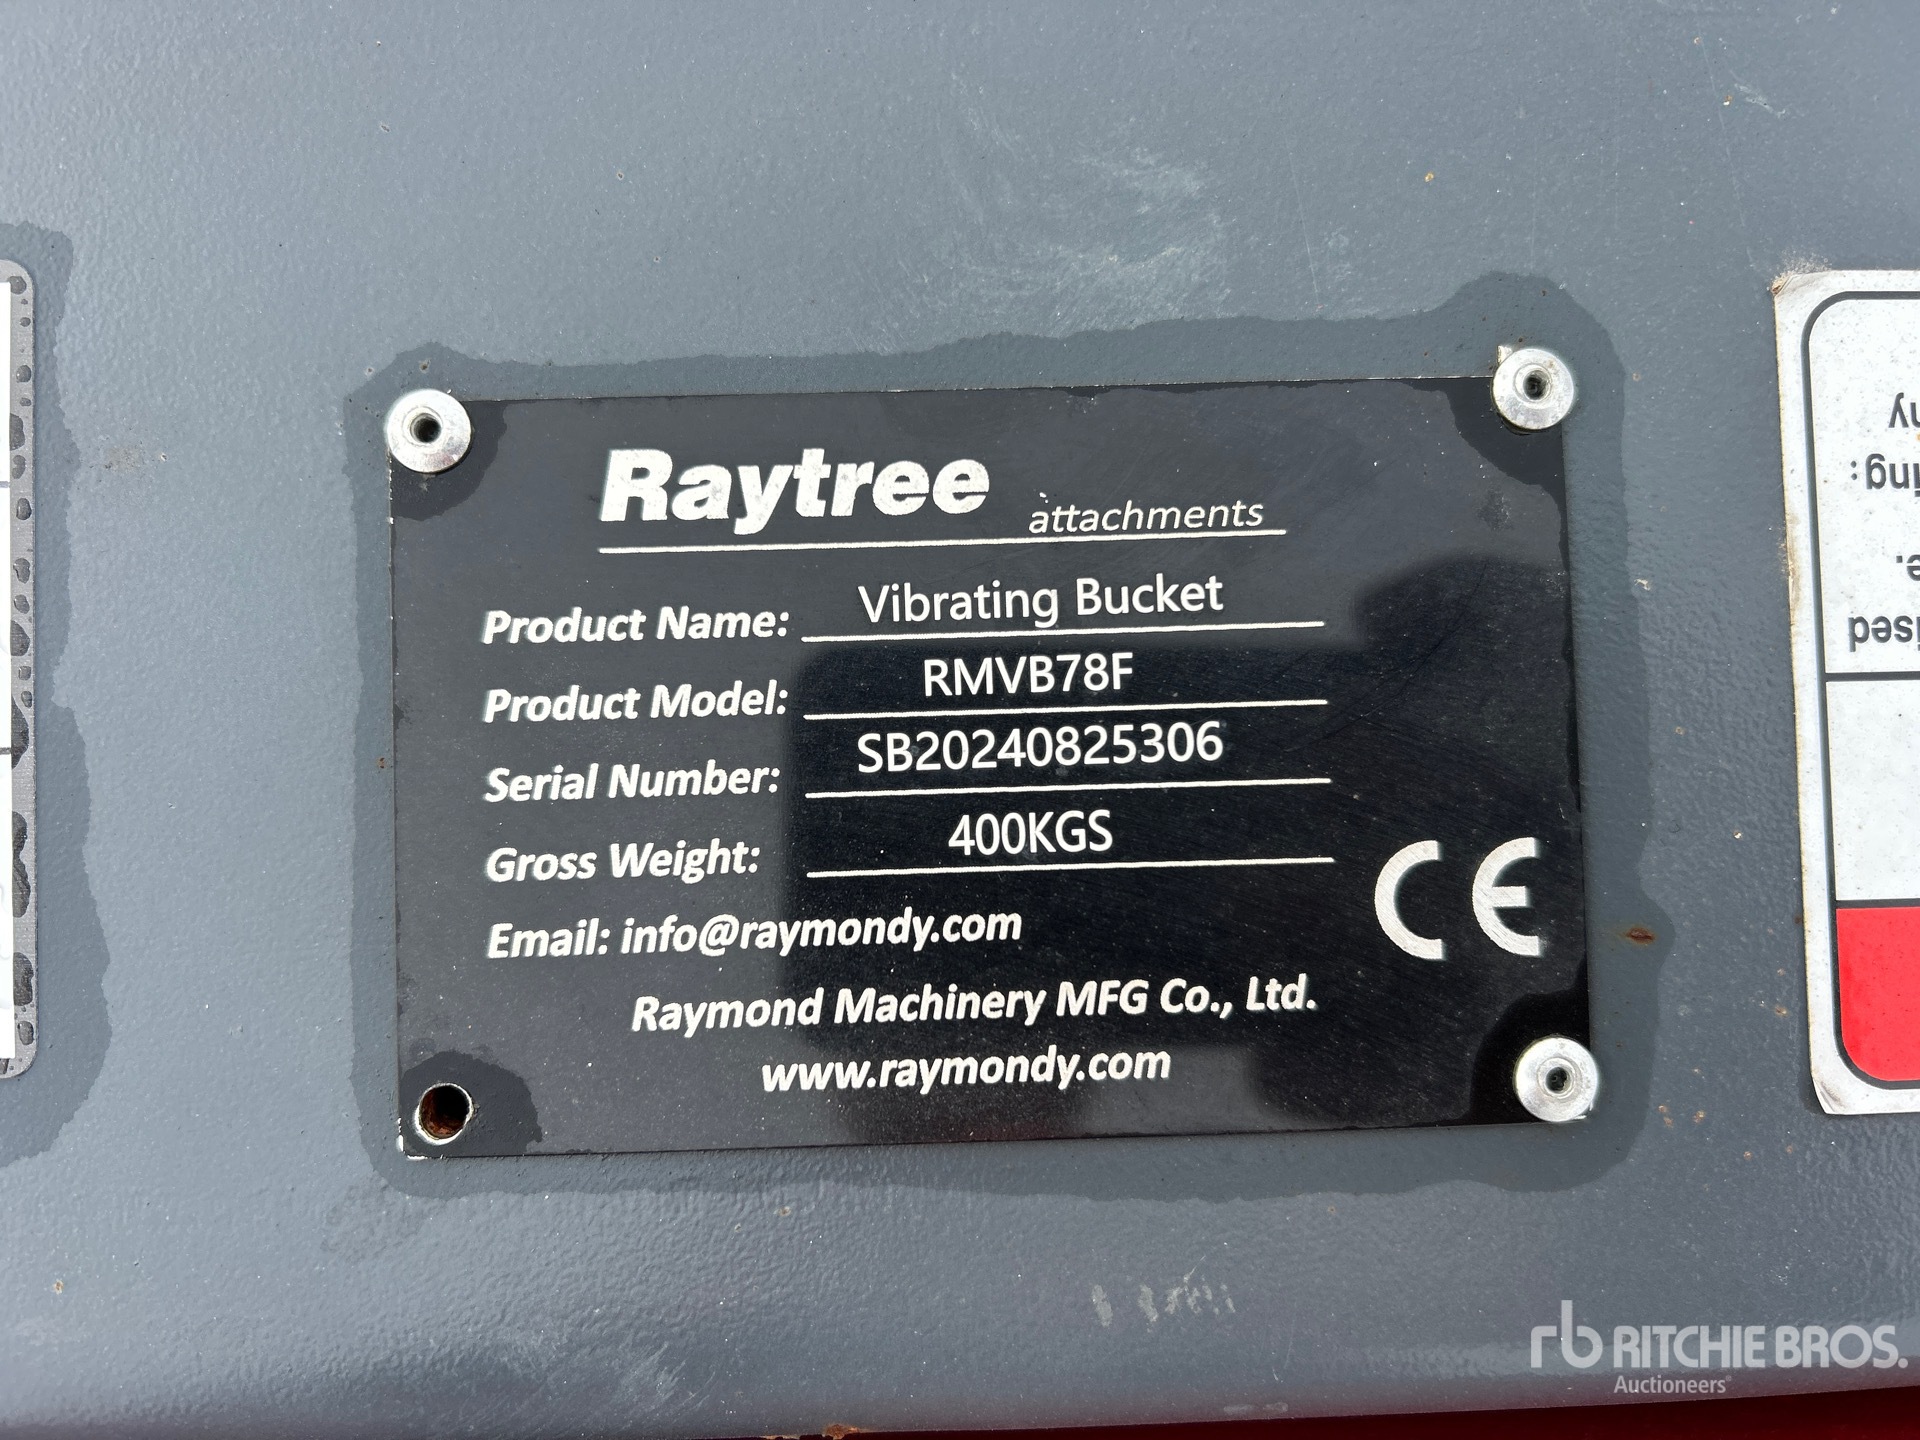 Raytree attachments
Product Name: Vibrating Bucket
Product Model: RMVB78F
Serial Number: SB20240825306
Gross Weight: 400KGS
Email: info@raymondy.com
CE
Raymond Machinery MFG Co., Ltd.
www.raymondy.com
rb RITCHIE BROS.
Auctioneers